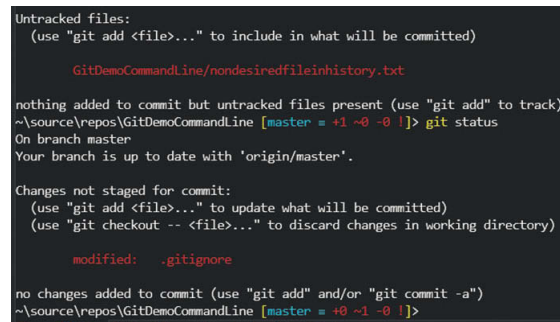 Untracked files:
(use "git add <file>..." to include in what will be committed)
GitDemoCommandLine/nondesiredfileinhistory.txt
nothing added to commit but untracked files present (use "git add" to track)
~\source\repos\GitDemoCommandLine [master ≡ +1 ~0 -0 !]> git status
On branch master
Your branch is up to date with 'origin/master'.
Changes not staged for commit:
(use "git add <file>..." to update what will be committed)
(use "git checkout -- <file>..." to discard changes in working directory)
modified: .gitignore
no changes added to commit (use "git add" and/or "git commit -a")
~\source\repos\GitDemoCommandLine [master ≡ +0 ~1 -0 !]>